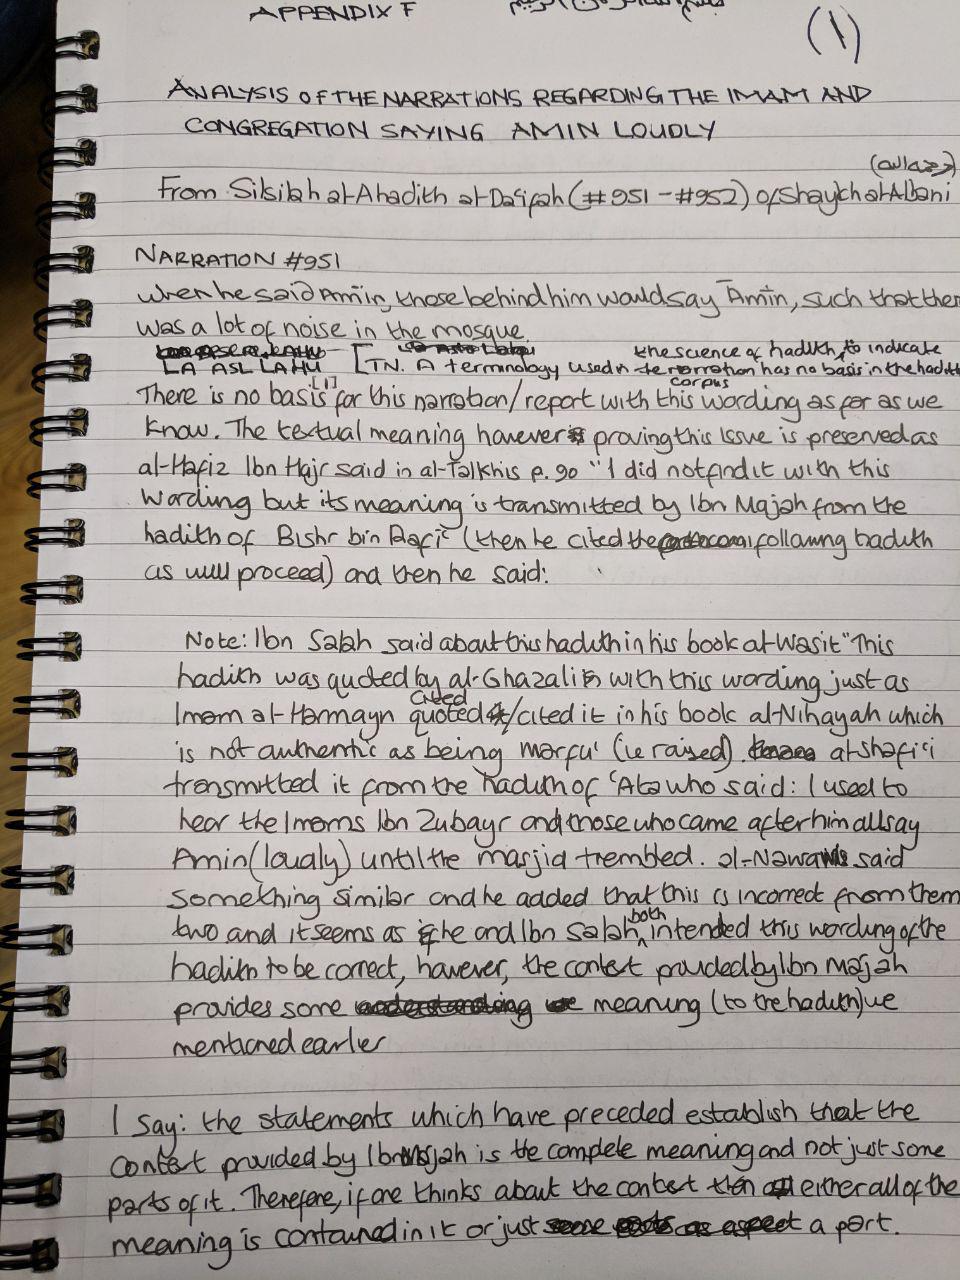 APPENDIX F
(1)
ANALYSIS OF THE NARRATIONS REGARDING THE IMAM AND
CONGREGATION SAYING AMIN LOUDLY
(رحمه الله)
From Silsilah al-Ahadith al-Da'ifah (#951 - #952) of Shaykh al-Albani
NARRATION #951
When he said Āmīn, those behind him would say Āmīn, such that ther
was a lot of noise in the mosque.
the science of hadith, to indicate
LA ASL LAHU [TN. A terminology used in the narration has no basis in the hadith
corpus
There is no basis [1] for this narration/report with this wording as far as we
know. The textual meaning however proving this issue is preserved as
al-Hafiz Ibn Hajr said in al-Talkhis p.90 "I did not find it with this
wording but its meaning is transmitted by Ibn Majah from the
hadith of Bishr bin Rafi' (then he cited the following hadith
as will proceed) and then he said:
Note: Ibn Salah said about this hadith in his book al-Wasit "This
hadith was quoted by al-Ghazali with this wording just as
cited
Imam al-Harmayn quoted/cited it in his book al-Nihayah which
is not authentic as being marfu' (ie raised). al-Shafi'i
transmitted it from the hadith of 'Ata who said: I used to
hear the Imams Ibn Zubayr and those who came after him all say
Amin (loudly) until the masjid trembled. al-Nawawi said
something similar and he added that this is incorrect from them
two and it seems as if he and Ibn Salah both intended this wording of the
hadith to be correct, however, the context provided by Ibn Majah
provides some meaning (to the hadith) we
mentioned earlier
I say: the statements which have preceded establish that the
context provided by Ibn Majah is the complete meaning and not just some
parts of it. Therefore, if one thinks about the context either all of the
meaning is contained in it or just a part.